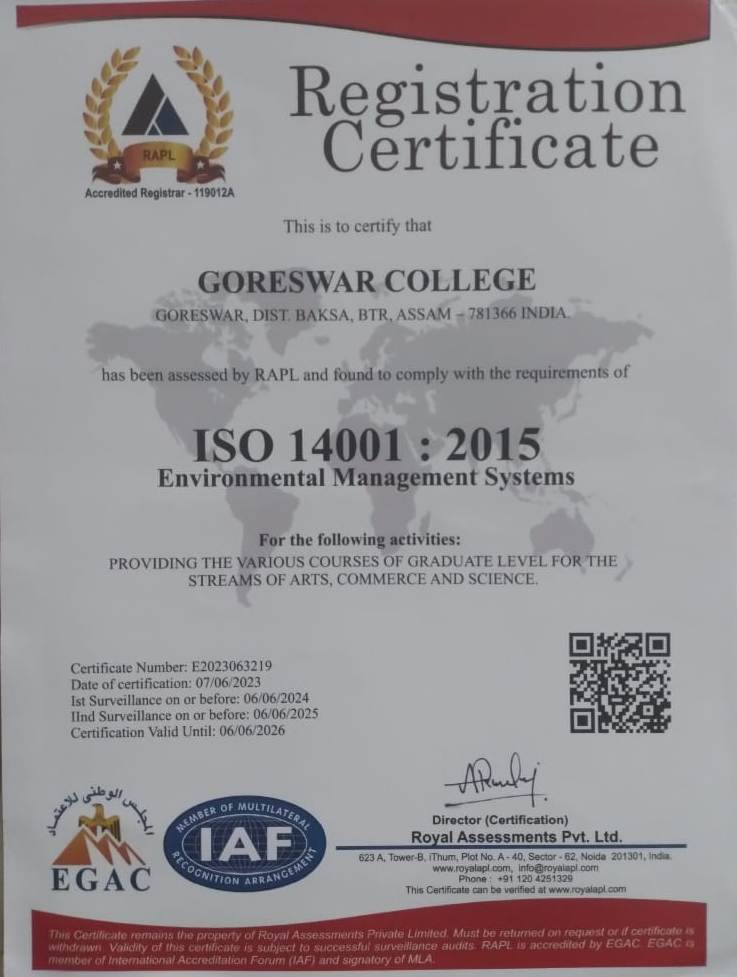 Registration
Certificate
RAPL
Accredited Registrar - 119012A
This is to certify that
GORESWAR COLLEGE
GORESWAR, DIST. BAKSA, BTR, ASSAM – 781366 INDIA.
has been assessed by RAPL and found to comply with the requirements of
ISO 14001 : 2015
Environmental Management Systems
For the following activities:
PROVIDING THE VARIOUS COURSES OF GRADUATE LEVEL FOR THE
STREAMS OF ARTS, COMMERCE AND SCIENCE.
Certificate Number: E2023063219
Date of certification: 07/06/2023
Ist Surveillance on or before: 06/06/2024
IInd Surveillance on or before: 06/06/2025
Certification Valid Until: 06/06/2026
المجلس الوطني للاعتماد
EGAC
MEMBER OF MULTILATERAL
IAF
RECOGNITION ARRANGEMENT
Director (Certification)
Royal Assessments Pvt. Ltd.
623 A, Tower-B, iThum, Plot No. A - 40, Sector - 62, Noida 201301, India.
www.royalapl.com, info@royalapl.com
Phone : +91 120 4251329
This Certificate can be verified at www.royalapl.com
This Certificate remains the property of Royal Assessments Private Limited. Must be returned on request or if certificate is
withdrawn. Validity of this certificate is subject to successful surveillance audits. RAPL is accredited by EGAC. EGAC is
member of International Accreditation Forum (IAF) and signatory of MLA.